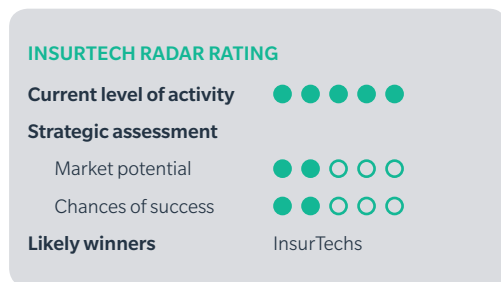 INSURTECH RADAR RATING
Current level of activity
Strategic assessment
Market potential
Chances of success
Likely winners InsurTechs